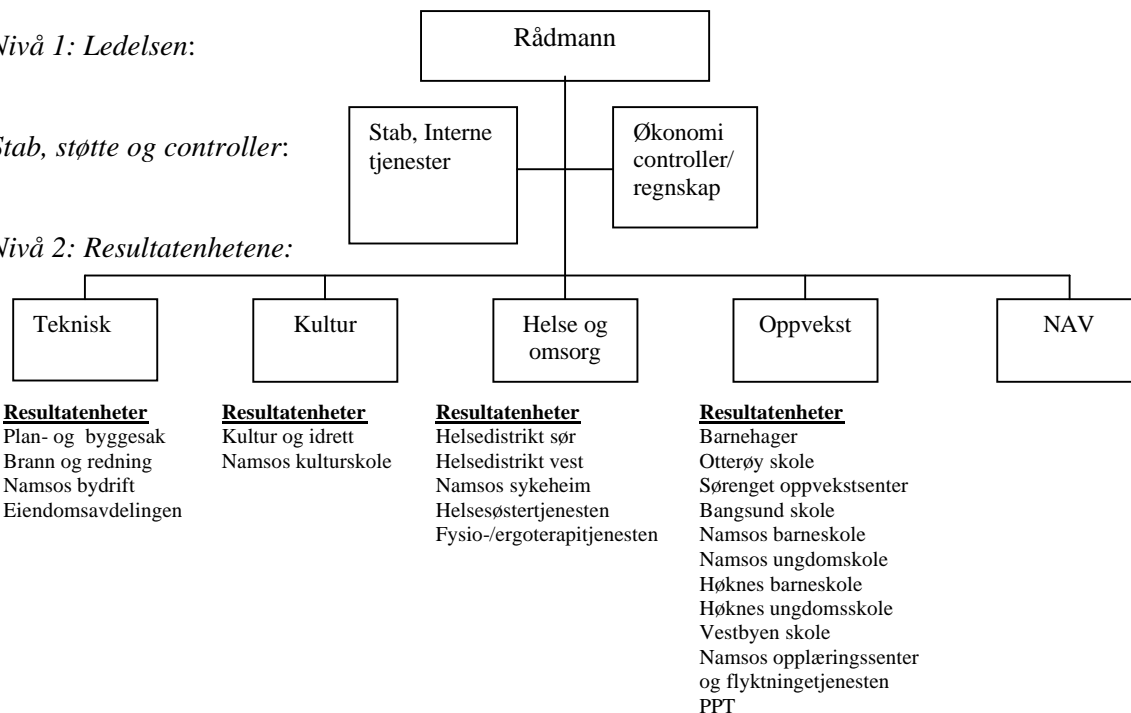 Nivå 1: Ledelsen:
Rådmann
Stab, støtte og controller:
Stab, Interne
tjenester
Økonomi
controller/
regnskap
Nivå 2: Resultatenhetene:
Teknisk
Kultur
Helse og
omsorg
Oppvekst
NAV
Resultatenheter
Plan- og byggesak
Brann og redning
Namsos bydrift
Eiendomsavdelingen
Resultatenheter
Kultur og idrett
Namsos kulturskole
Resultatenheter
Helsedistrikt sør
Helsedistrikt vest
Namsos sykeheim
Helsesøstertjenesten
Fysio-/ergoterapitjenesten
Resultatenheter
Barnehager
Otterøy skole
Sørenget oppvekstsenter
Bangsund skole
Namsos barneskole
Namsos ungdomskole
Høknes barneskole
Høknes ungdomsskole
Vestbyen skole
Namsos opplæringssenter
og flyktningetjenesten
PPT